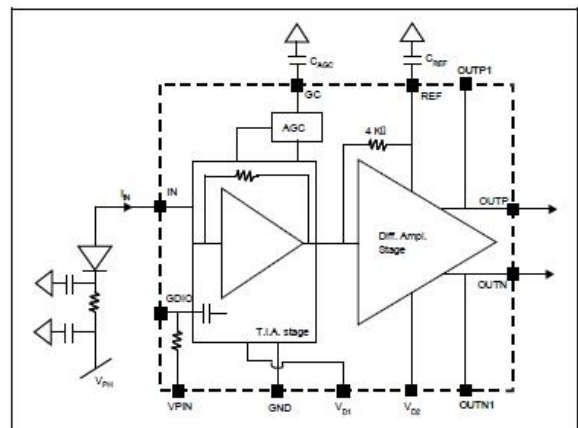 C_AGC
C_REF
OUTP1
GC
REF
AGC
4 KΩ
I_IN
IN
OUTP
Diff. Ampl.
Stage
OUTN
GDIO
T.I.A. stage
V_PH
VPIN
GND
V_D1
V_D2
OUTN1